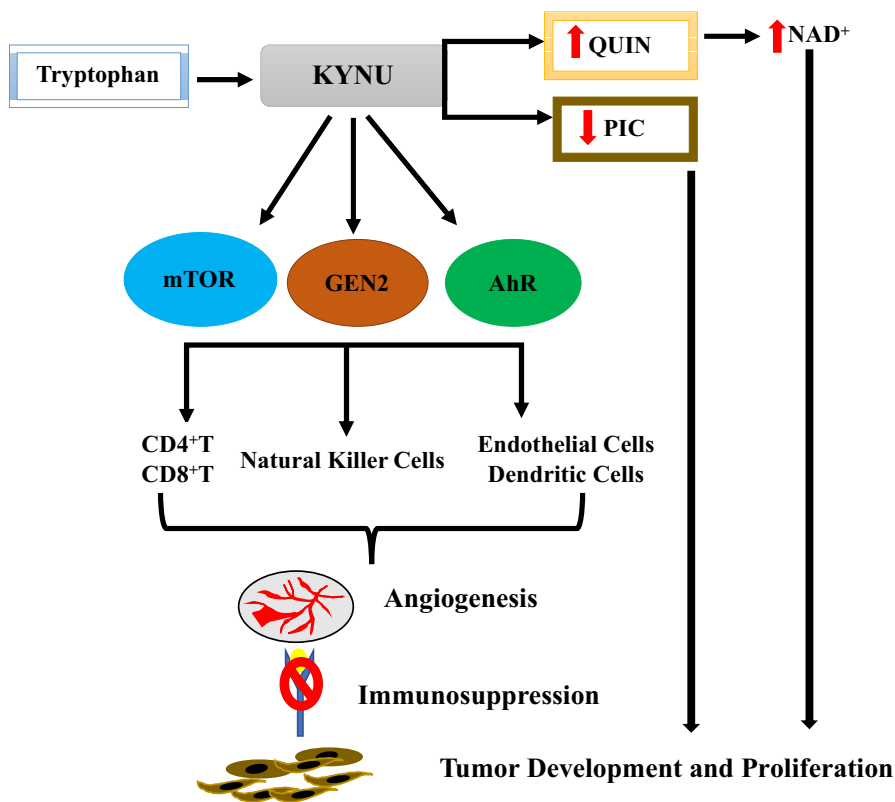 Tryptophan
KYNU
QUIN
NAD⁺
PIC
mTOR
GEN2
AhR
CD4⁺T
CD8⁺T
Natural Killer Cells
Endothelial Cells
Dendritic Cells
Angiogenesis
Immunosuppression
Tumor Development and Proliferation